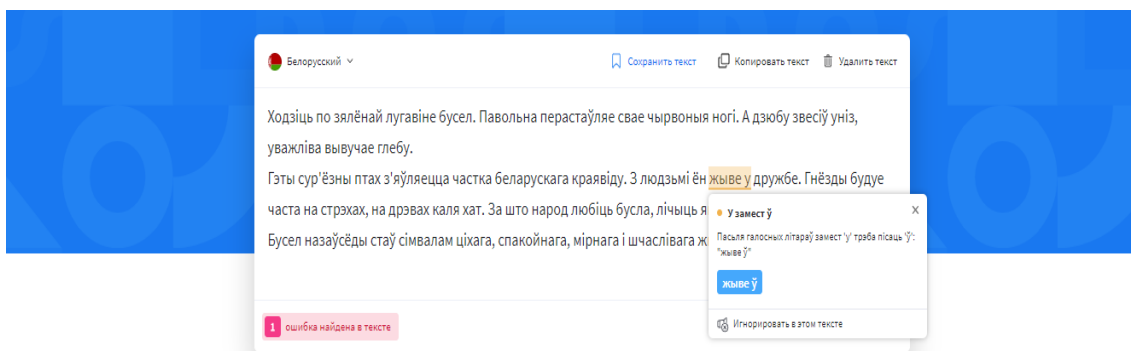 Белорусский
Сохранить текст Копировать текст Удалить текст
Ходзіць по зялёнай лугавіне бусел. Павольна перастаўляе свае чырвоныя ногі. А дзюбу звесіў уніз,
уважліва вывучае глебу.
Гэты сур'ёзны птах з'яўляецца частка беларускага краявіду. З людзьмі ён жыве у дружбе. Гнёзды будуе
часта на стрэхах, на дрэвах каля хат. За што народ любіць бусла, лічыць я
Бусел назаўсёды стаў сімвалам ціхага, спакойнага, мірнага і шчаслівага ж
У замест ў X
Пасьля галосных літараў замест 'у' трэба пісаць 'ў':
"жыве ў"
жыве ў
Игнорировать в этом тексте
1 ошибка найдена в тексте